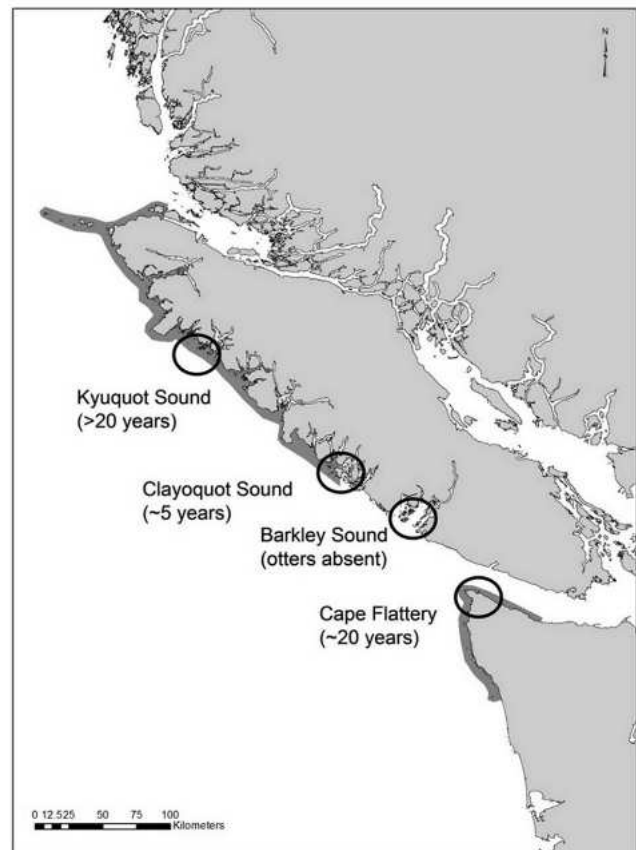 N
Kyuquot Sound
(>20 years)
Clayoquot Sound
(~5 years)
Barkley Sound
(otters absent)
Cape Flattery
(~20 years)
0 12.525 50 75 100
Kilometers